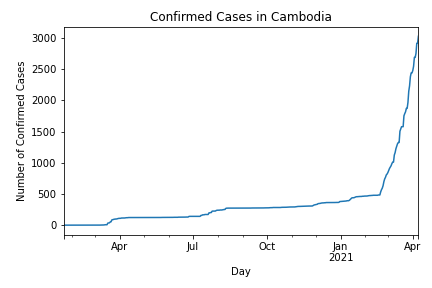 Confirmed Cases in Cambodia
Number of Confirmed Cases
3000
2500
2000
1500
1000
500
0
Apr
Jul
Oct
Jan
2021
Apr
Day